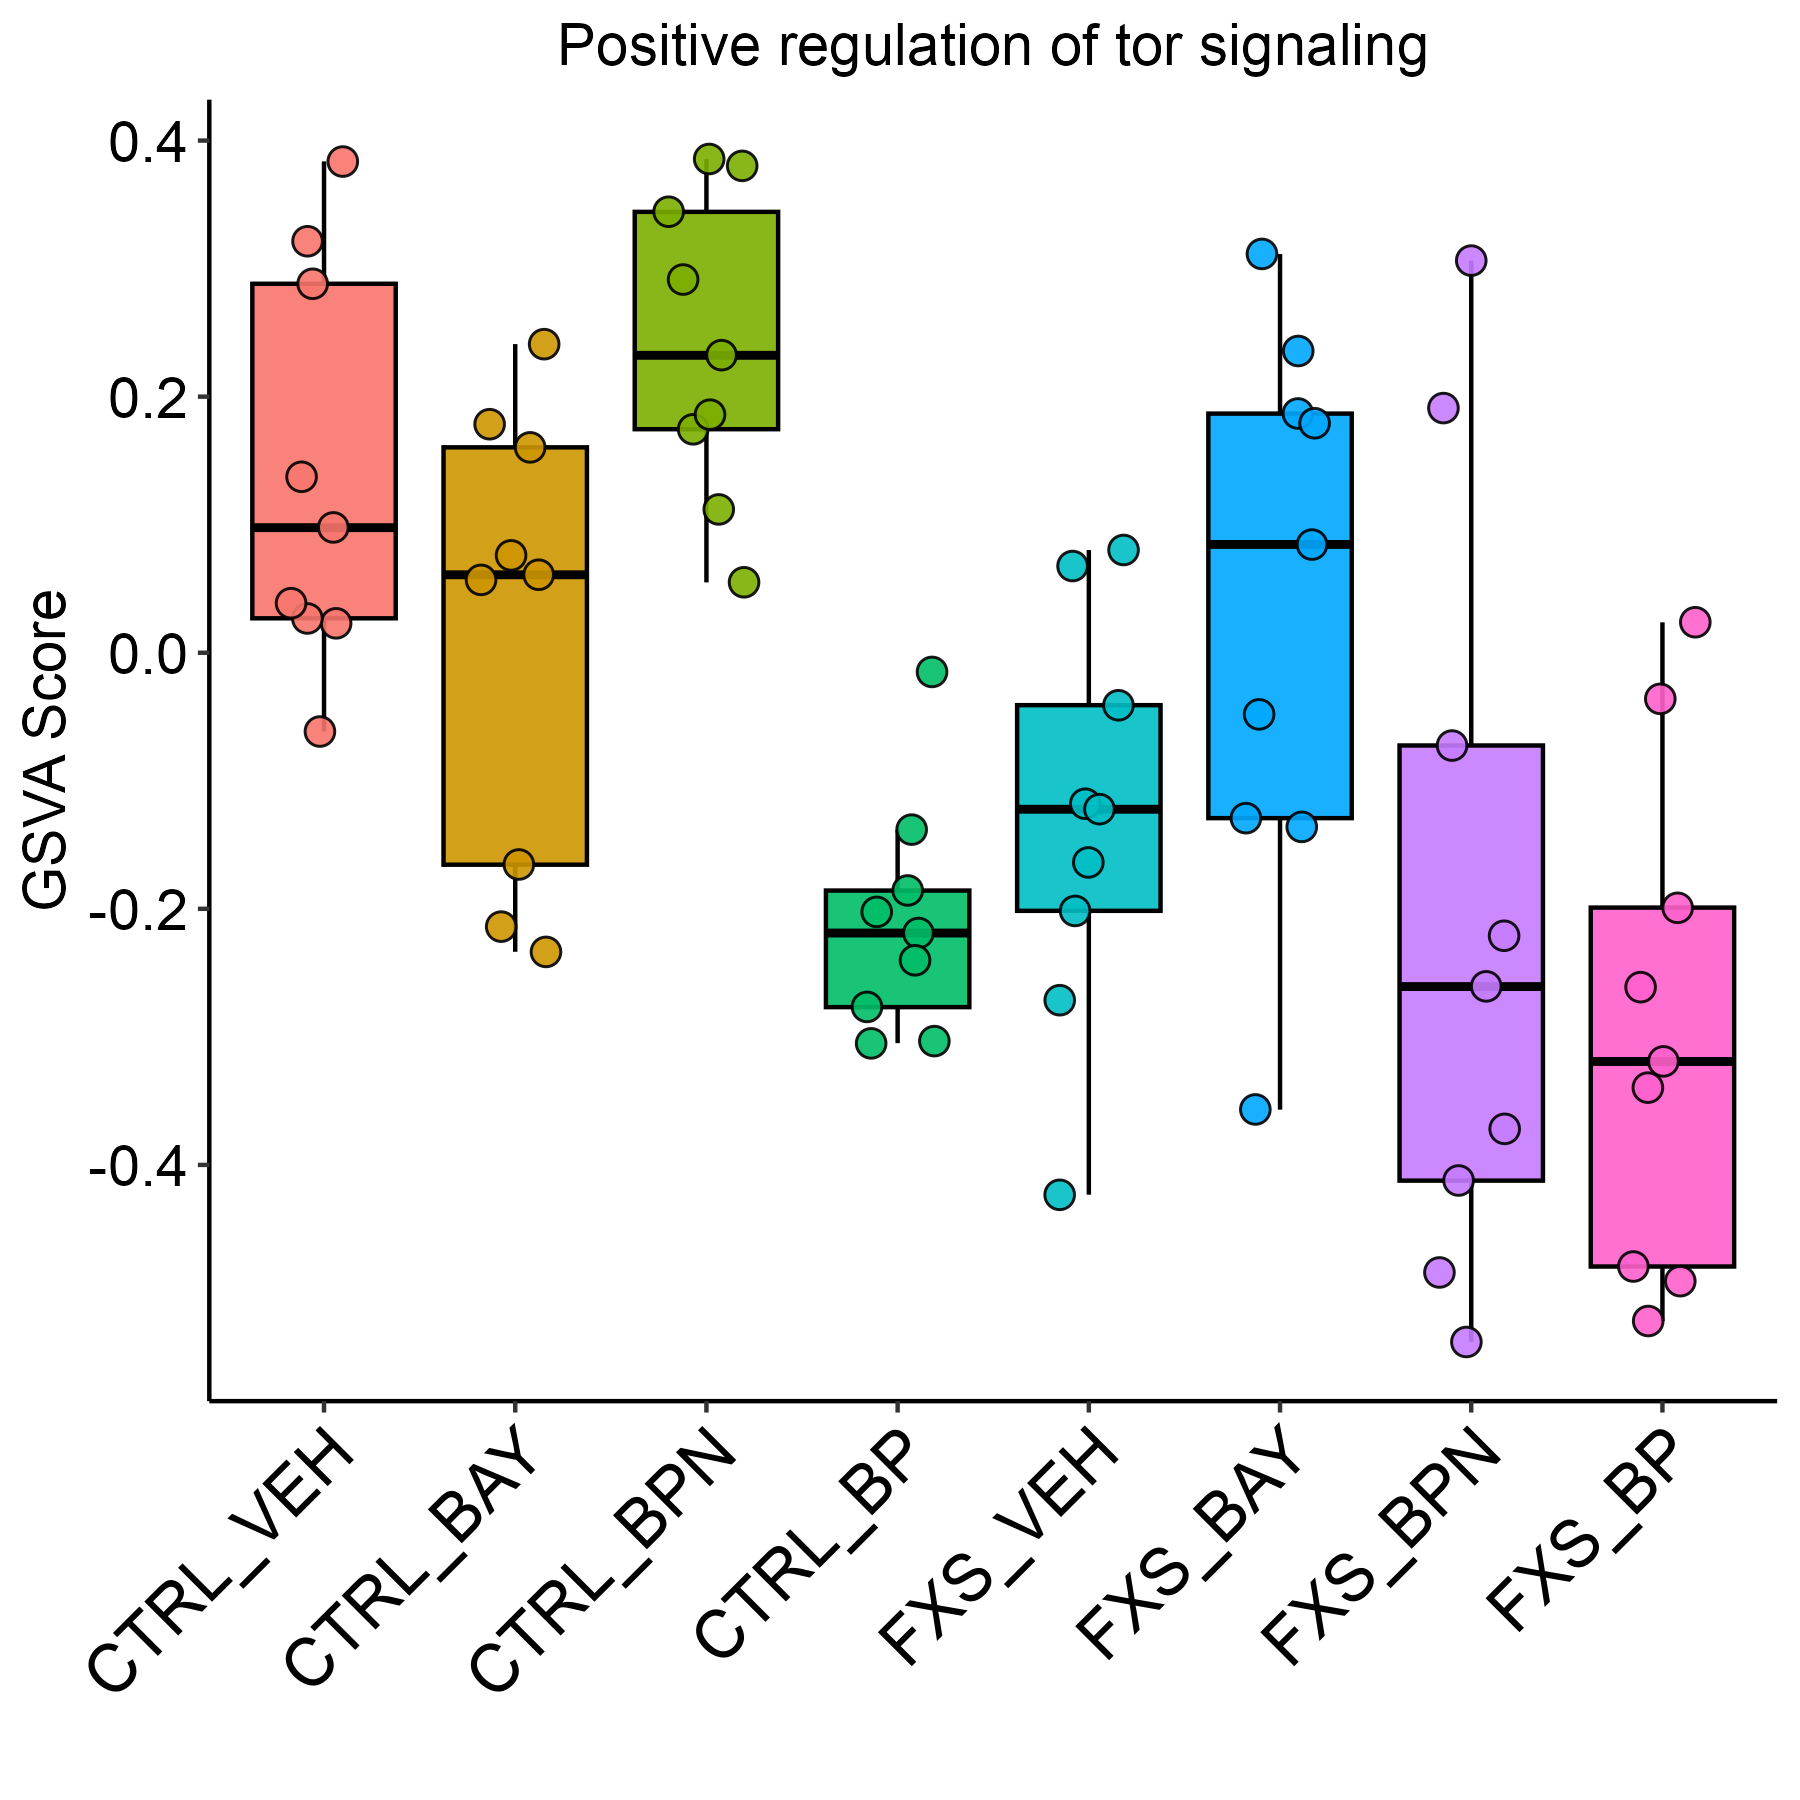 Positive regulation of tor signaling
GSVA Score
0.4
0.2
0.0
-0.2
-0.4
CTRL_VEH
CTRL_BAY
CTRL_BPN
CTRL_BP
FXS_VEH
FXS_BAY
FXS_BPN
FXS_BP